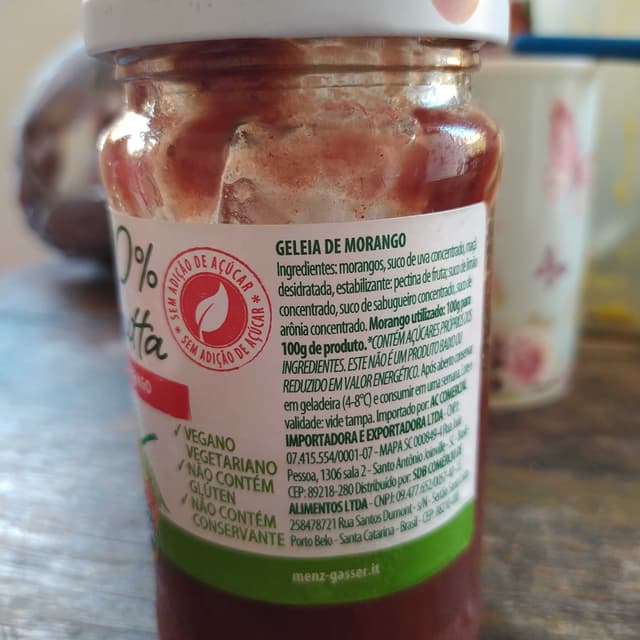 0%
SEM ADIÇÃO DE AÇÚCAR * SEM ADIÇÃO DE AÇÚCAR *
GELEIA DE MORANGO
Ingredientes: morangos, suco de uva concentrado, maçã
desidratada, estabilizante: pectina de fruta; suco de limão
concentrado, suco de sabugueiro concentrado, suco de
arônia concentrado. Morango utilizado: 100g para
100g de produto. *CONTÉM AÇÚCARES PRÓPRIOS DOS
INGREDIENTES. ESTE NÃO É UM PRODUTO BAIXO OU
REDUZIDO EM VALOR ENERGÉTICO. Após aberto conservar
em geladeira (4-8°C) e consumir em uma semana. Lote e
validade: vide tampa. Importado por: AC COMERCIAL
IMPORTADORA E EXPORTADORA LTDA - CNPJ:
07.415.554/0001-07 - MAPA SC 000849-4 Rua João
Pessoa, 1306 sala 2 - Santo Antônio Joinville - SC - Brasil
CEP: 89218-280 Distribuído por: SDB COMERCIO
ALIMENTOS LTDA - CNPJ: 09.477.652
258478721 Rua Santos Dumont - s/N - Sertão
Porto Belo - Santa Catarina - Brasil - CEP
✓ VEGANO
VEGETARIANO
✓ NÃO CONTÉM
GLÚTEN
✓ NÃO CONTÉM
CONSERVANTE
menz-gasser.it